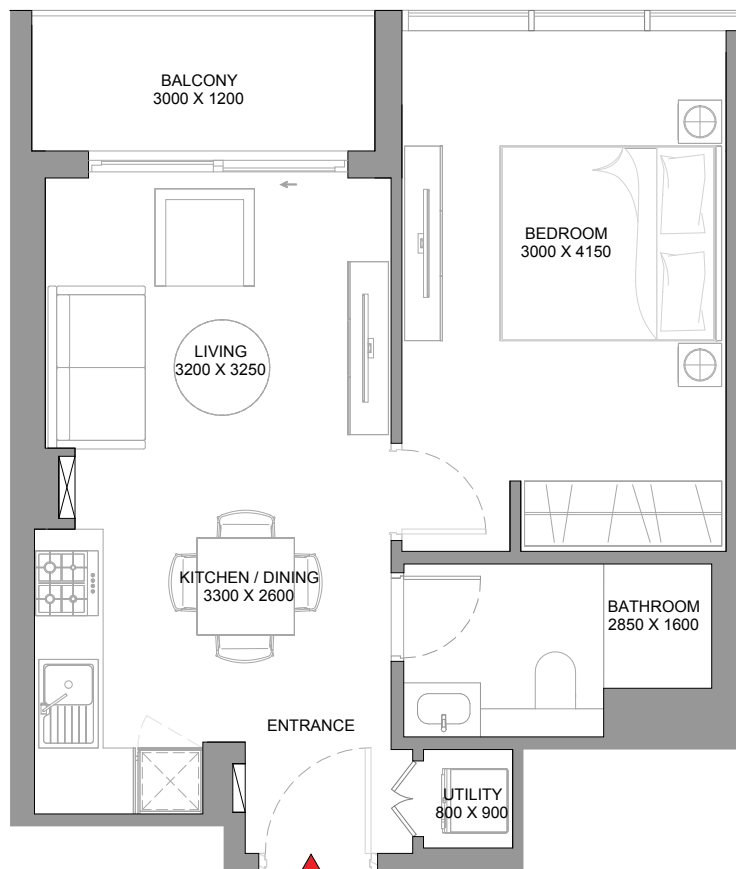 BALCONY
3000 X 1200
BEDROOM
3000 X 4150
LIVING
3200 X 3250
KITCHEN / DINING
3300 X 2600
BATHROOM
2850 X 1600
ENTRANCE
UTILITY
800 X 900